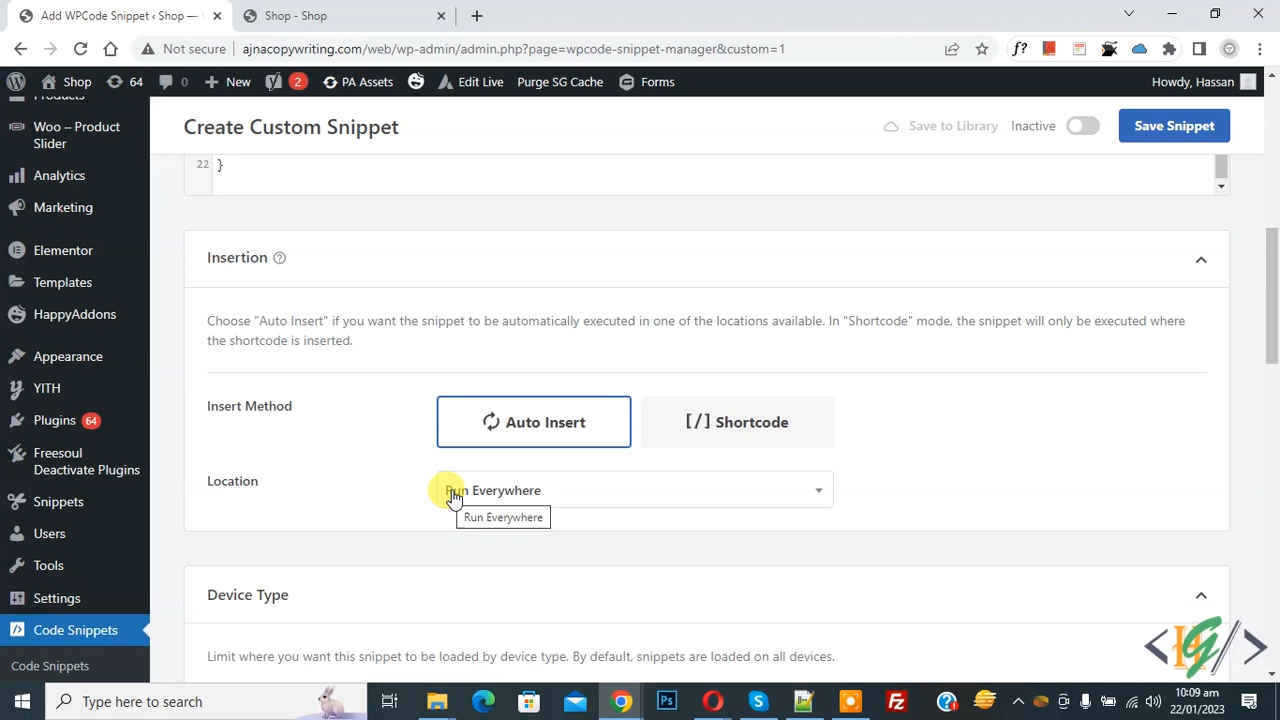 Add WPCode Snippet ‹ Shop —
Shop - Shop
Not secure
ajnacopywriting.com/web/wp-admin/admin.php?page=wpcode-snippet-manager&custom=1
f?
Shop
64
0
New
2
PA Assets
Edit Live
Purge SG Cache
Forms
Howdy, Hassan
Products
Woo – Product
Slider
Analytics
Marketing
Elementor
Templates
HappyAddons
Appearance
YITH
Plugins 64
Freesoul
Deactivate Plugins
Snippets
Users
Tools
Settings
Code Snippets
Code Snippets
Create Custom Snippet
Save to Library
Inactive
Save Snippet
22 }
Insertion
Choose "Auto Insert" if you want the snippet to be automatically executed in one of the locations available. In "Shortcode" mode, the snippet will only be executed where
the shortcode is inserted.
Insert Method
Auto Insert
[/] Shortcode
Location
Run Everywhere
Run Everywhere
Device Type
Limit where you want this snippet to be loaded by device type. By default, snippets are loaded on all devices.
Type here to search
10:09 am
22/01/2023